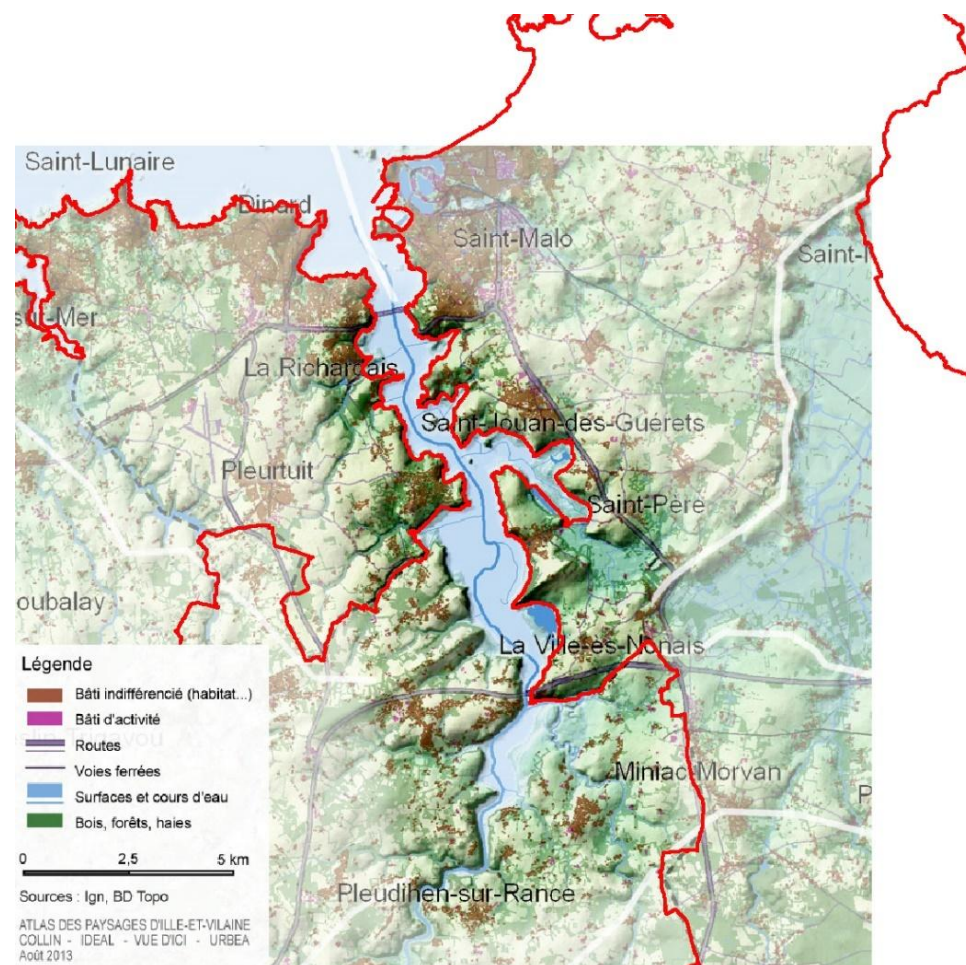 Saint-Lunaire
Dinard
Saint-Malo
sur-Mer
La Richardais
Saint-Jouan-des-Guérets
Pleurtuit
Saint-Père
oubalay
La Ville-ès-Nonais
Miniac-Morvan
Pleudihen-sur-Rance
Légende
Bâti indifférencié (habitat...)
Bâti d'activité
Routes
Voies ferrées
Surfaces et cours d'eau
Bois, forêts, haies
0 2,5 5 km
Sources : Ign, BD Topo
ATLAS DES PAYSAGES D'ILLE-ET-VILAINE
COLLIN - IDEAL - VUE D'ICI - URBEA
Août 2013